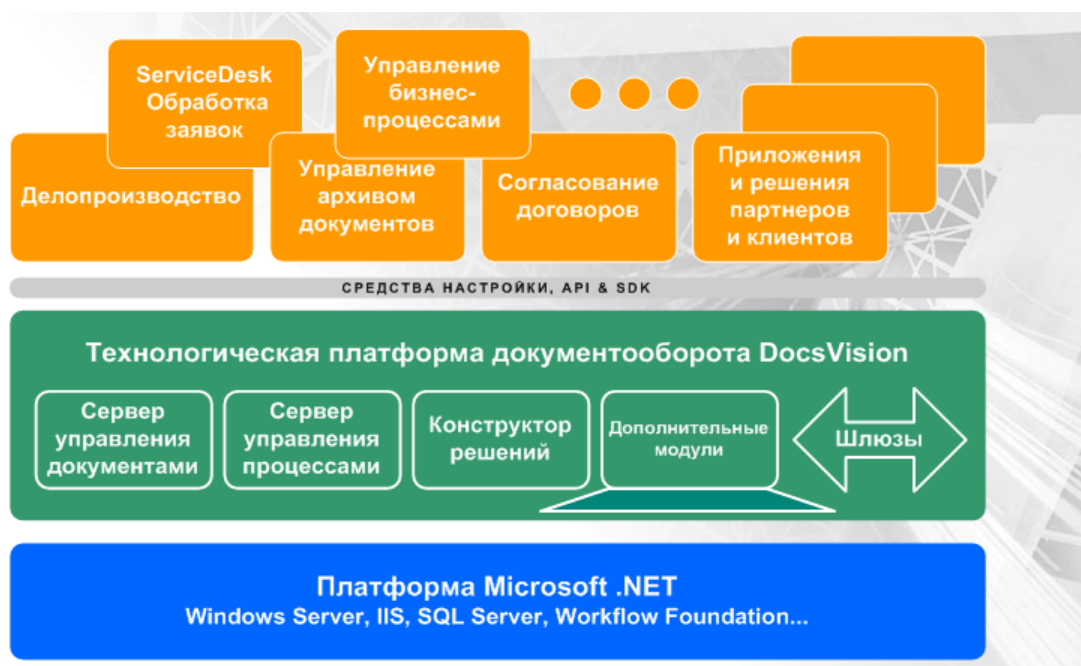 ServiceDesk
Обработка
заявок
Управление
бизнес-
процессами
Делопроизводство
Управление
архивом
документов
Согласование
договоров
Приложения
и решения
партнеров
и клиентов
СРЕДСТВА НАСТРОЙКИ, API & SDK
Технологическая платформа документооборота DocsVision
Сервер
управления
документами
Сервер
управления
процессами
Конструктор
решений
Дополнительные
модули
Шлюзы
Платформа Microsoft .NET
Windows Server, IIS, SQL Server, Workflow Foundation...